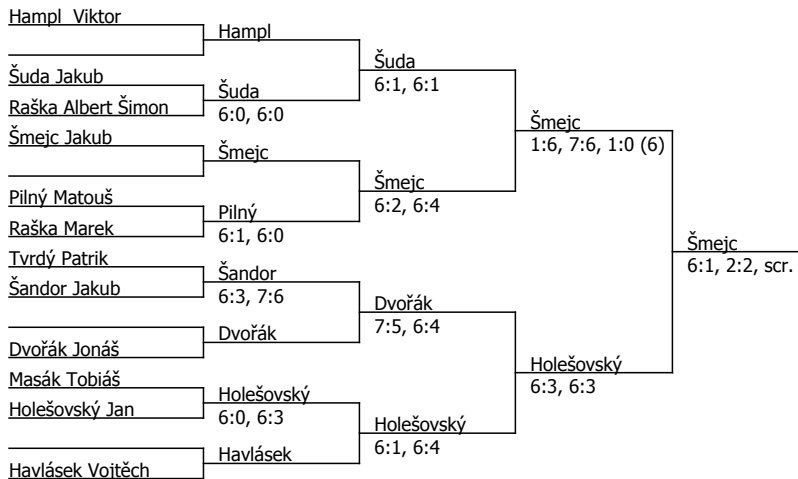 Hampl  Viktor
Šuda Jakub
Raška Albert Šimon
Šmejc Jakub
Pilný Matouš
Raška Marek
Tvrdý Patrik
Šandor Jakub
Dvořák Jonáš
Masák Tobiáš
Holešovský Jan
Havlásek Vojtěch
Hampl
Šuda
6:0, 6:0
Šmejc
Pilný
6:1, 6:0
Šandor
6:3, 7:6
Dvořák
Holešovský
6:0, 6:3
Havlásek
Šuda
6:1, 6:1
Šmejc
6:2, 6:4
Dvořák
7:5, 6:4
Holešovský
6:1, 6:4
Šmejc
1:6, 7:6, 1:0 (6)
Holešovský
6:3, 6:3
Šmejc
6:1, 2:2, scr.